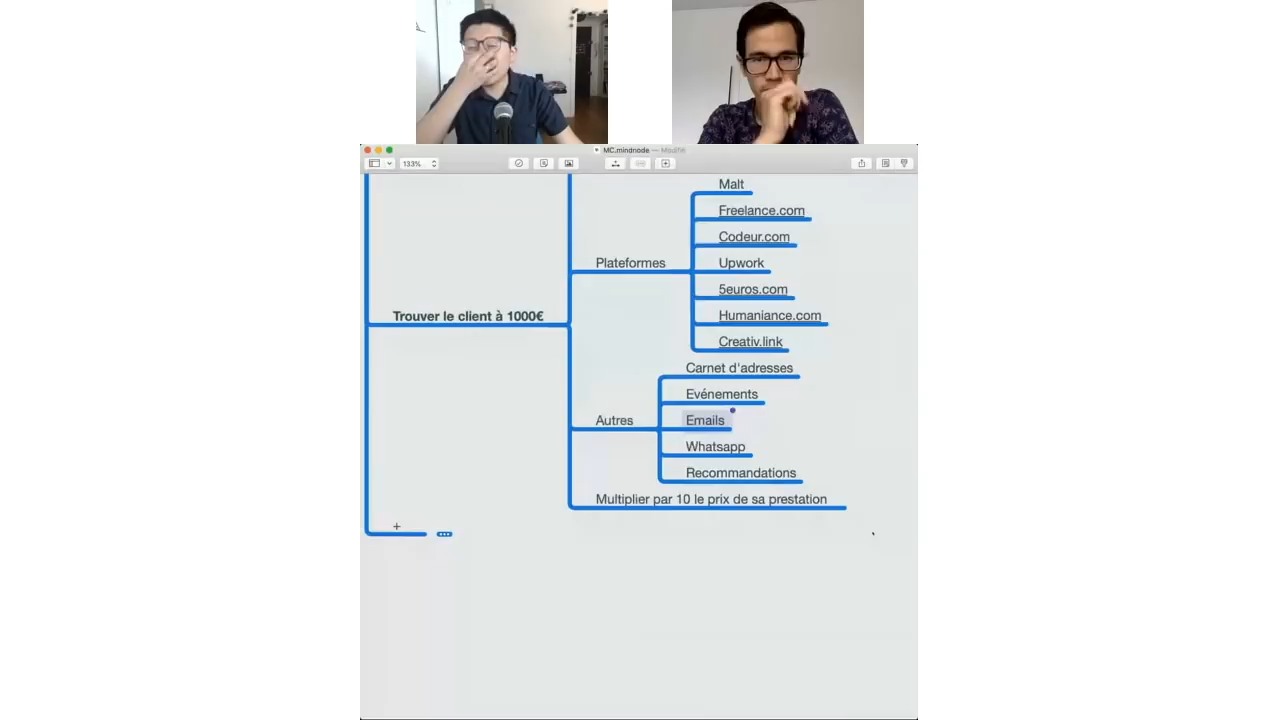 MC.mindnode — Modifié
133%
Malt
Freelance.com
Codeur.com
Plateformes
Upwork
5euros.com
Humaniance.com
Trouver le client à 1000€
Creativ.link
Carnet d'adresses
Evénements
Autres
Emails
Whatsapp
Recommandations
Multiplier par 10 le prix de sa prestation
+